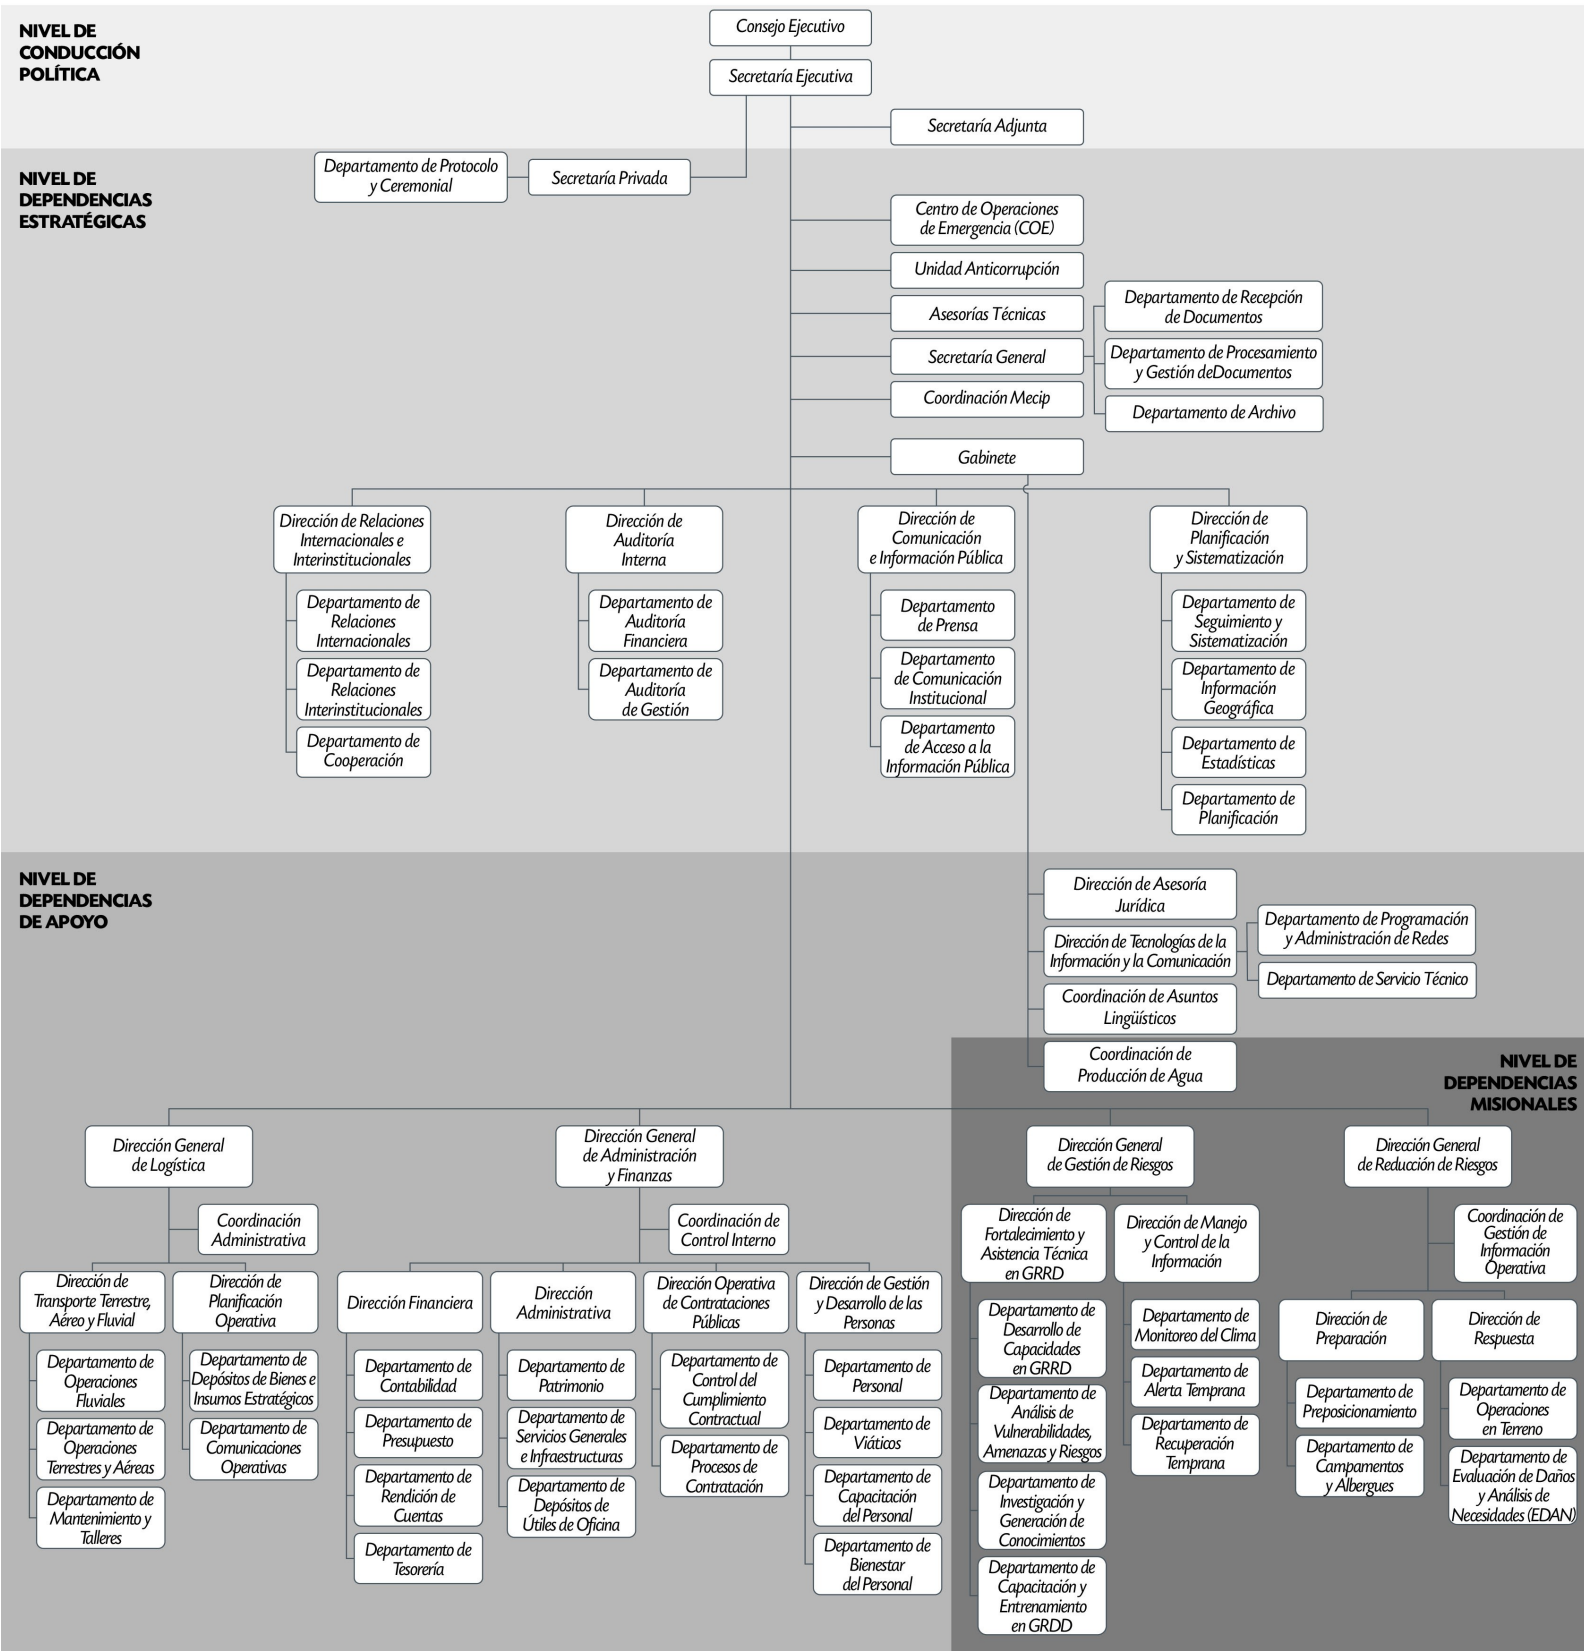 NIVEL DE
CONDUCCIÓN
POLÍTICA
Consejo Ejecutivo
Secretaría Ejecutiva
Secretaría Adjunta
NIVEL DE
DEPENDENCIAS
ESTRATÉGICAS
Departamento de Protocolo
y Ceremonial
Secretaría Privada
Centro de Operaciones
de Emergencia (COE)
Unidad Anticorrupción
Asesorías Técnicas
Secretaría General
Coordinación Mecip
Gabinete
Departamento de Recepción
de Documentos
Departamento de Procesamiento
y Gestión deDocumentos
Departamento de Archivo
Dirección de Relaciones
Internacionales e
Interinstitucionales
Departamento de
Relaciones
Internacionales
Departamento de
Relaciones
Interinstitucionales
Departamento de
Cooperación
Dirección de
Auditoría
Interna
Departamento de
Auditoría
Financiera
Departamento de
Auditoría
de Gestión
Dirección de
Comunicación
e Información Pública
Departamento
de Prensa
Departamento
de Comunicación
Institucional
Departamento
de Acceso a la
Información Pública
Dirección de
Planificación
y Sistematización
Departamento de
Seguimiento y
Sistematización
Departamento de
Información
Geográfica
Departamento de
Estadísticas
Departamento de
Planificación
NIVEL DE
DEPENDENCIAS
DE APOYO
Dirección de Asesoría
Jurídica
Dirección de Tecnologías de la
Información y la Comunicación
Coordinación de Asuntos
Lingüísticos
Coordinación de
Producción de Agua
Departamento de Programación
y Administración de Redes
Departamento de Servicio Técnico
NIVEL DE
DEPENDENCIAS
MISIONALES
Dirección General
de Logística
Coordinación
Administrativa
Dirección de
Transporte Terrestre,
Aéreo y Fluvial
Departamento de
Operaciones
Fluviales
Departamento de
Operaciones
Terrestres y Aéreas
Departamento de
Mantenimiento y
Talleres
Dirección de
Planificación
Operativa
Departamento de
Depósitos de Bienes e
Insumos Estratégicos
Departamento de
Comunicaciones
Operativas
Dirección General
de Administración
y Finanzas
Coordinación de
Control Interno
Dirección Financiera
Departamento de
Contabilidad
Departamento de
Presupuesto
Departamento de
Rendición de
Cuentas
Departamento de
Tesorería
Dirección
Administrativa
Departamento de
Patrimonio
Departamento de
Servicios Generales
e Infraestructuras
Departamento de
Depósitos de
Útiles de Oficina
Dirección Operativa
de Contrataciones
Públicas
Departamento de
Control del
Cumplimiento
Contractual
Departamento de
Procesos de
Contratación
Dirección de Gestión
y Desarrollo de las
Personas
Departamento de
Personal
Departamento de
Viáticos
Departamento de
Capacitación
del Personal
Departamento de
Bienestar
del Personal
Dirección General
de Gestión de Riesgos
Dirección de
Fortalecimiento y
Asistencia Técnica
en GRRD
Departamento de
Desarrollo de
Capacidades
en GRRD
Departamento de
Análisis de
Vulnerabilidades,
Amenazas y Riesgos
Departamento de
Investigación y
Generación de
Conocimientos
Departamento de
Capacitación y
Entrenamiento
en GRDD
Dirección de Manejo
y Control de la
Información
Departamento de
Monitoreo del Clima
Departamento de
Alerta Temprana
Departamento de
Recuperación
Temprana
Dirección General
de Reducción de Riesgos
Coordinación de
Gestión de
Información
Operativa
Dirección de
Preparación
Departamento de
Preposicionamiento
Departamento de
Campamentos
y Albergues
Dirección de
Respuesta
Departamento de
Operaciones
en Terreno
Departamento de
Evaluación de Daños
y Análisis de
Necesidades (EDAN)